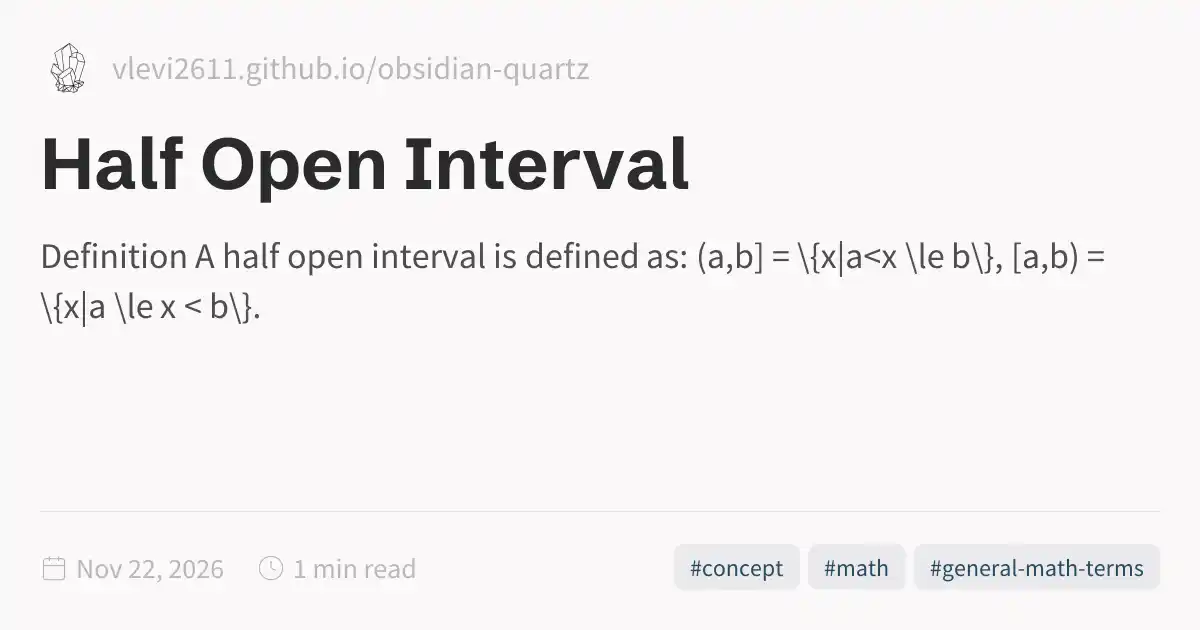 vlevi2611.github.io/obsidian-quartz
Half Open Interval
Definition A half open interval is defined as: (a,b] = \{x|a<x \le b\}, [a,b) =
\{x|a \le x < b\}.
Nov 22, 2026 1 min read #concept #math #general-math-terms